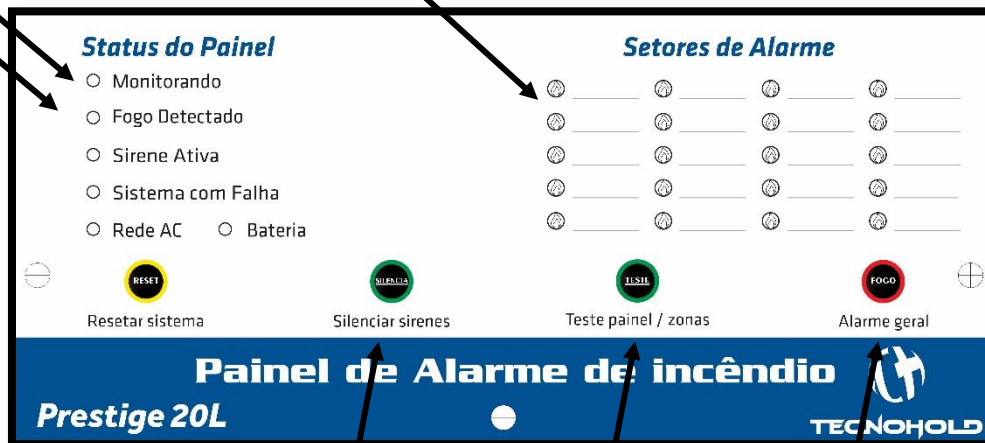 Status do Painel
Setores de Alarme
Monitorando
Fogo Detectado
Sirene Ativa
Sistema com Falha
Rede AC
Bateria
RESET
SILENCIA
TESTE
FOGO
Resetar sistema
Silenciar sirenes
Teste painel / zonas
Alarme geral
Painel de Alarme de incêndio
Prestige 20L
TECNOHOLD